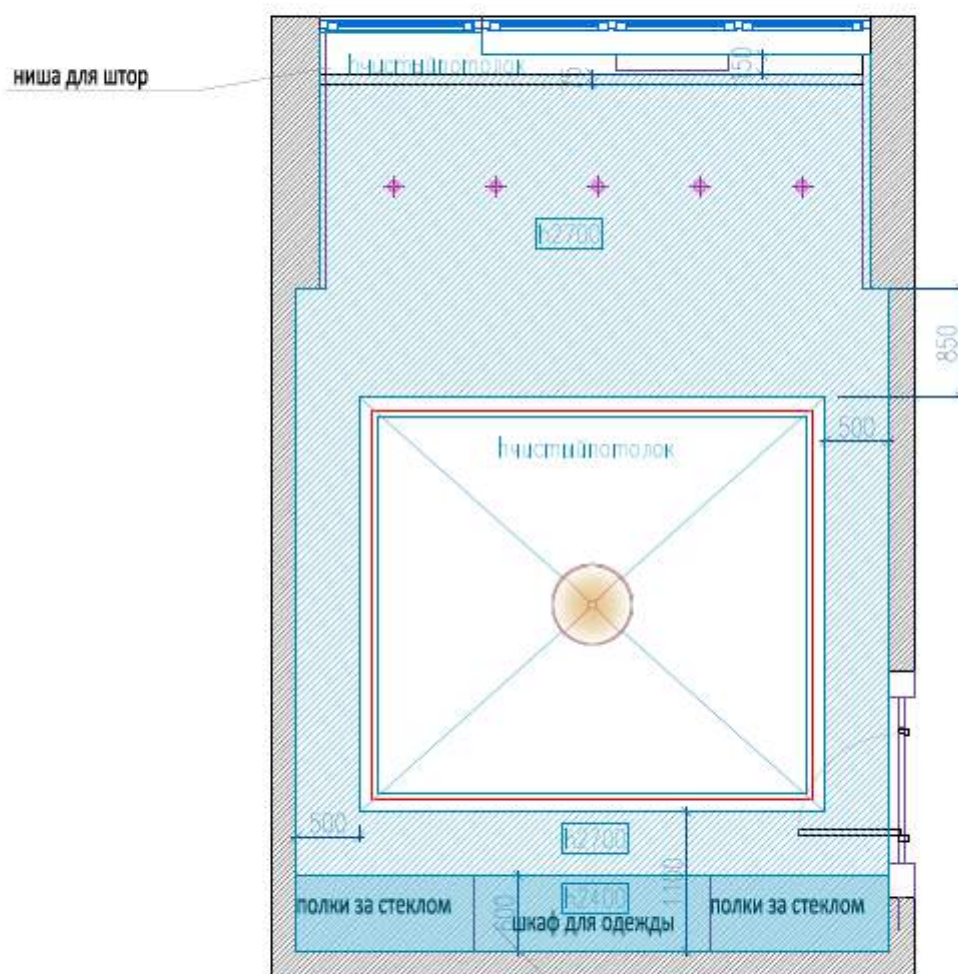 hчистыйпотолок
ниша для штор
150
h2700
850
hчистыйпотолок
500
500
h2700
1100
h2400
600
полки за стеклом
шкаф для одежды
полки за стеклом